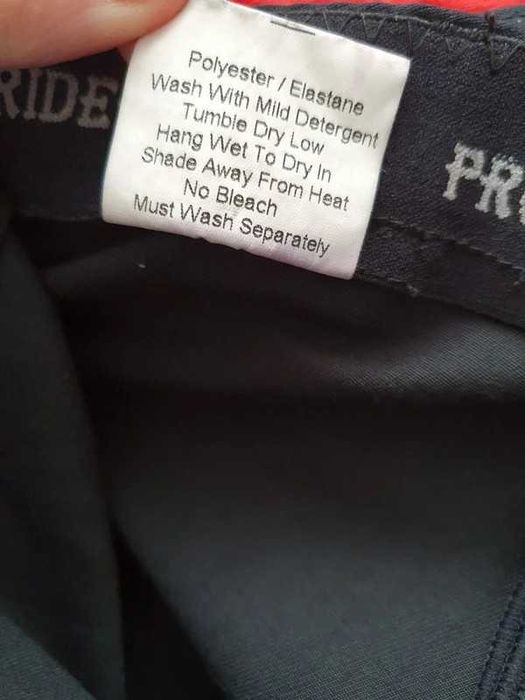 RIDE
Polyester / Elastane
Wash With Mild Detergent
Tumble Dry Low
Hang Wet To Dry In
Shade Away From Heat
No Bleach
Must Wash Separately
PR